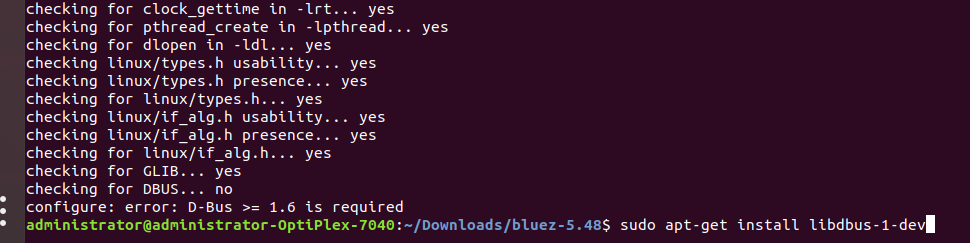 checking for clock_gettime in -lrt... yes
checking for pthread_create in -lpthread... yes
checking for dlopen in -ldl... yes
checking linux/types.h usability... yes
checking linux/types.h presence... yes
checking for linux/types.h... yes
checking linux/if_alg.h usability... yes
checking linux/if_alg.h presence... yes
checking for linux/if_alg.h... yes
checking for GLIB... yes
checking for DBUS... no
configure: error: D-Bus >= 1.6 is required
administrator@administrator-OptiPlex-7040:~/Downloads/bluez-5.48$ sudo apt-get install libdbus-1-dev